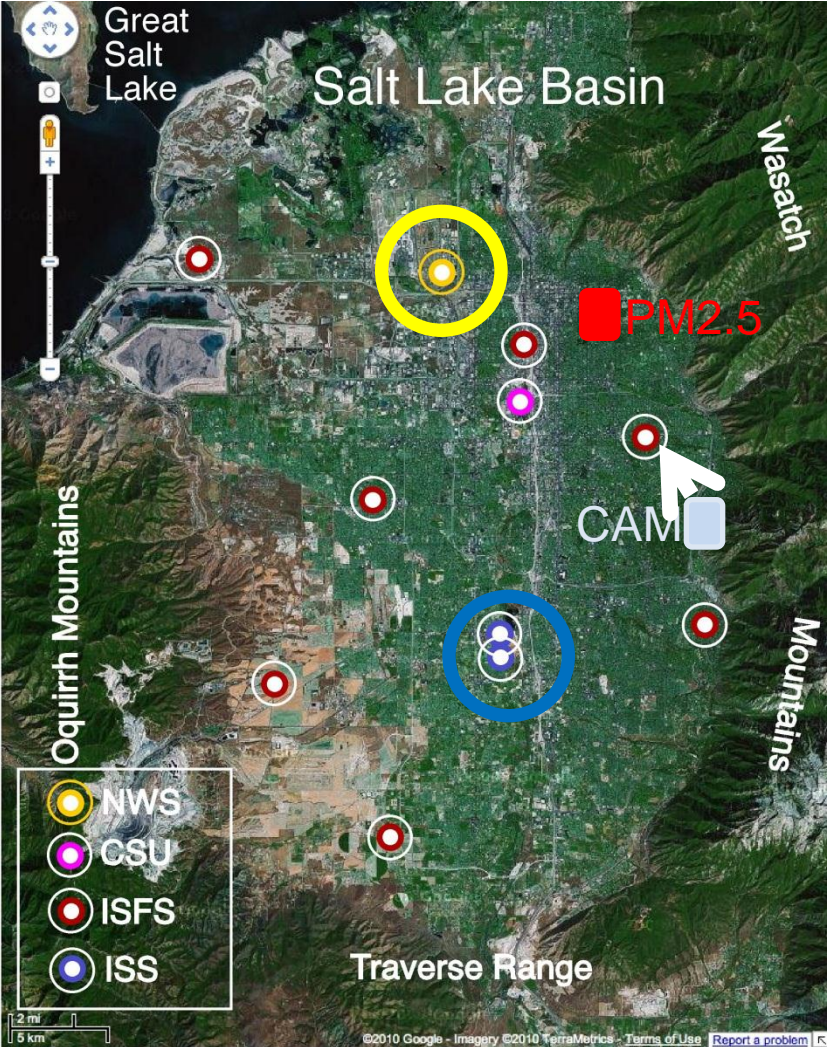 Great
Salt
Lake
Salt Lake Basin
Wasatch
PM2.5
CAM
Oquirrh Mountains
Mountains
NWS
CSU
ISFS
ISS
Traverse Range
2 mi
5 km
©2010 Google - Imagery ©2010 TerraMetrics - Terms of Use
Report a problem